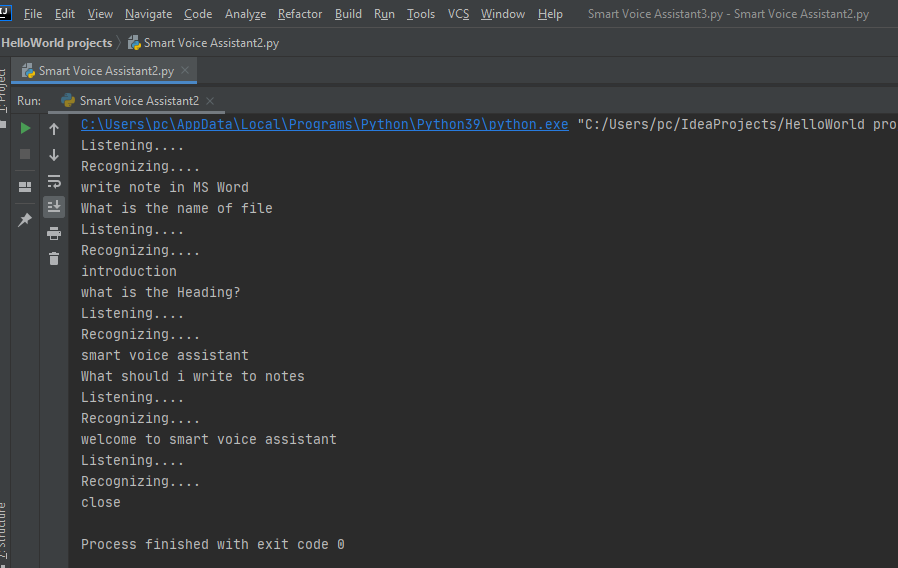 File Edit View Navigate Code Analyze Refactor Build Run Tools VCS Window Help Smart Voice Assistant3.py - Smart Voice Assistant2.py
HelloWorld projects Smart Voice Assistant2.py
1: Project
Smart Voice Assistant2.py
Run: Smart Voice Assistant2
C:\Users\pc\AppData\Local\Programs\Python\Python39\python.exe "C:/Users/pc/IdeaProjects/HelloWorld pro
Listening....
Recognizing....
write note in MS Word
What is the name of file
Listening....
Recognizing....
introduction
what is the Heading?
Listening....
Recognizing....
smart voice assistant
What should i write to notes
Listening....
Recognizing....
welcome to smart voice assistant
Listening....
Recognizing....
close
Process finished with exit code 0
7: Structure